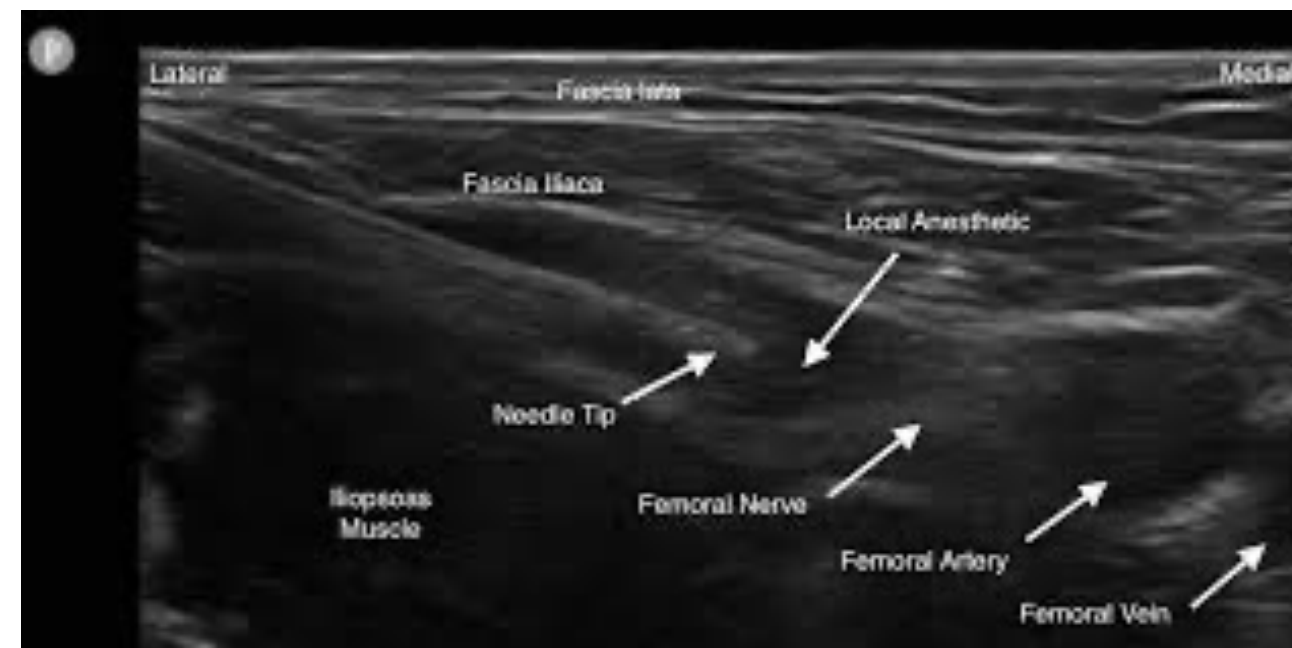 P
Lateral
Medial
Fascia lata
Fascia Iliaca
Local Anesthetic
Needle Tip
Iliopsoas
Muscle
Femoral Nerve
Femoral Artery
Femoral Vein